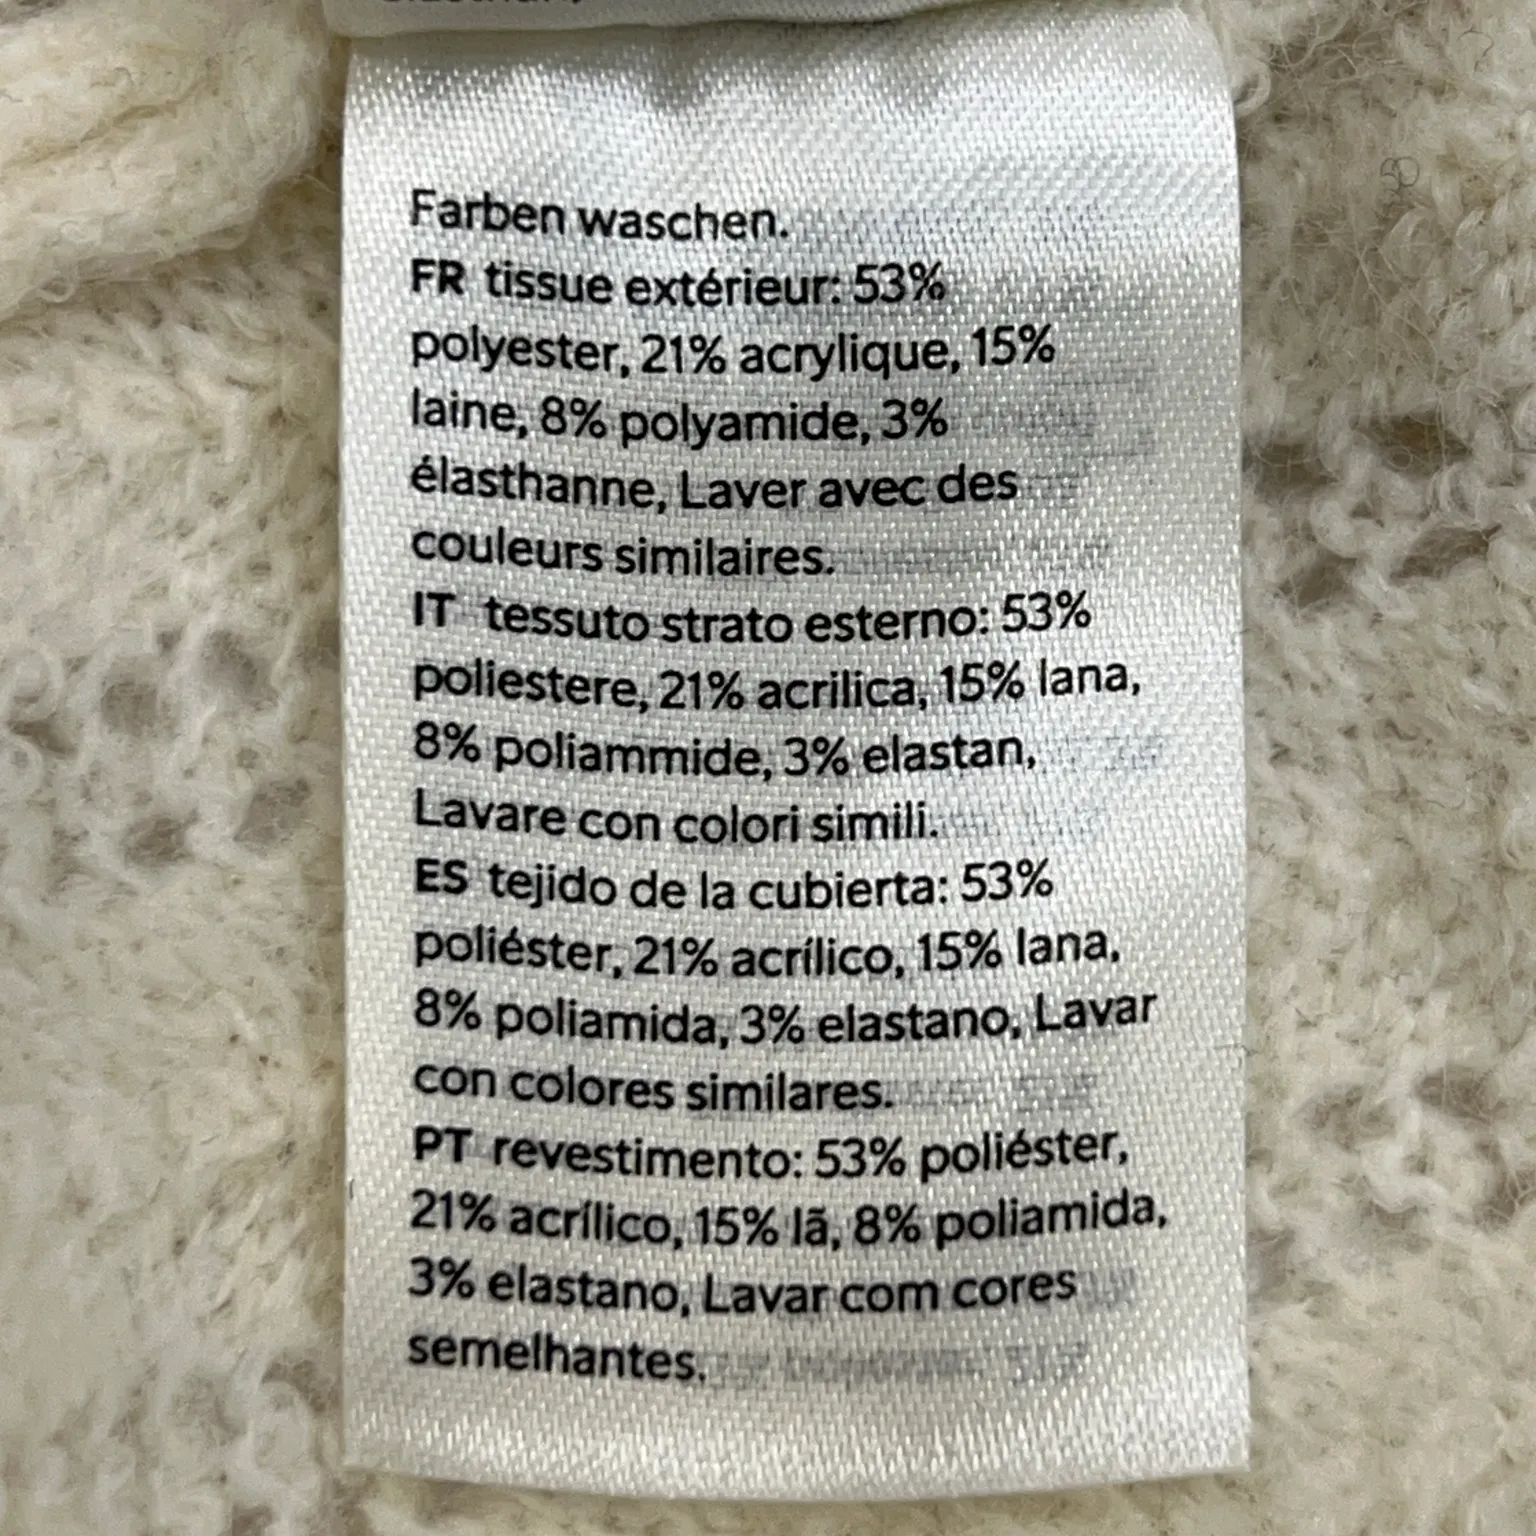 Farben waschen.
FR tissue extérieur: 53%
polyester, 21% acrylique, 15%
laine, 8% polyamide, 3%
élasthanne, Laver avec des
couleurs similaires.
IT tessuto strato esterno: 53%
poliestere, 21% acrilica, 15% lana,
8% poliammide, 3% elastan,
Lavare con colori simili.
ES tejido de la cubierta: 53%
poliéster, 21% acrílico, 15% lana,
8% poliamida, 3% elastano, Lavar
con colores similares.
PT revestimento: 53% poliéster,
21% acrílico, 15% lã, 8% poliamida,
3% elastano, Lavar com cores
semelhantes.